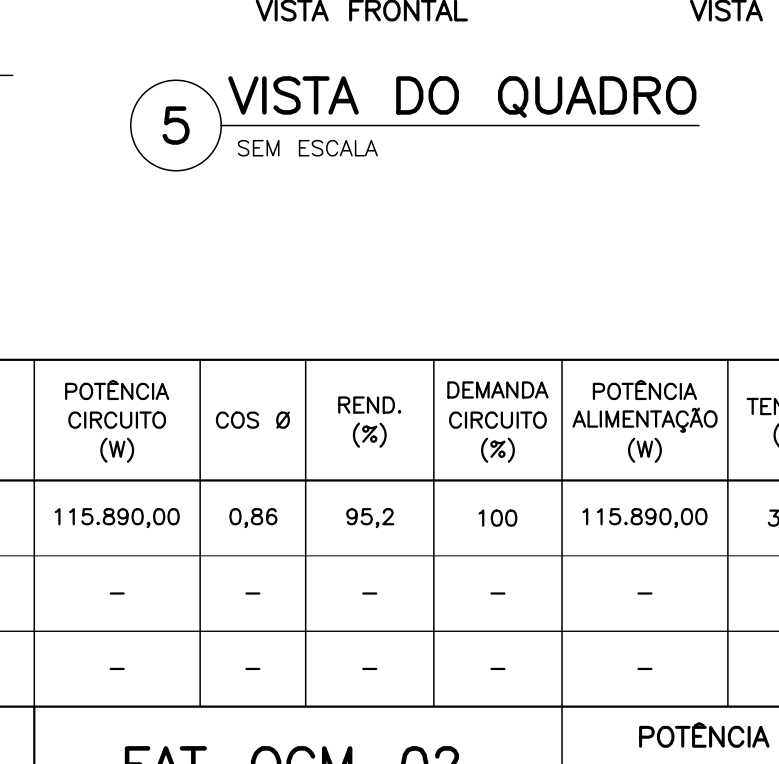 VISTA FRONTAL VISTA
5 VISTA DO QUADRO
SEM ESCALA
POTÊNCIA CIRCUITO (W) COS Ø REND. (%) DEMANDA CIRCUITO (%) POTÊNCIA ALIMENTAÇÃO (W)
115.890,00 0,86 95,2 100 115.890,00 3
– – – – –
– – – – –
POTÊNCIA